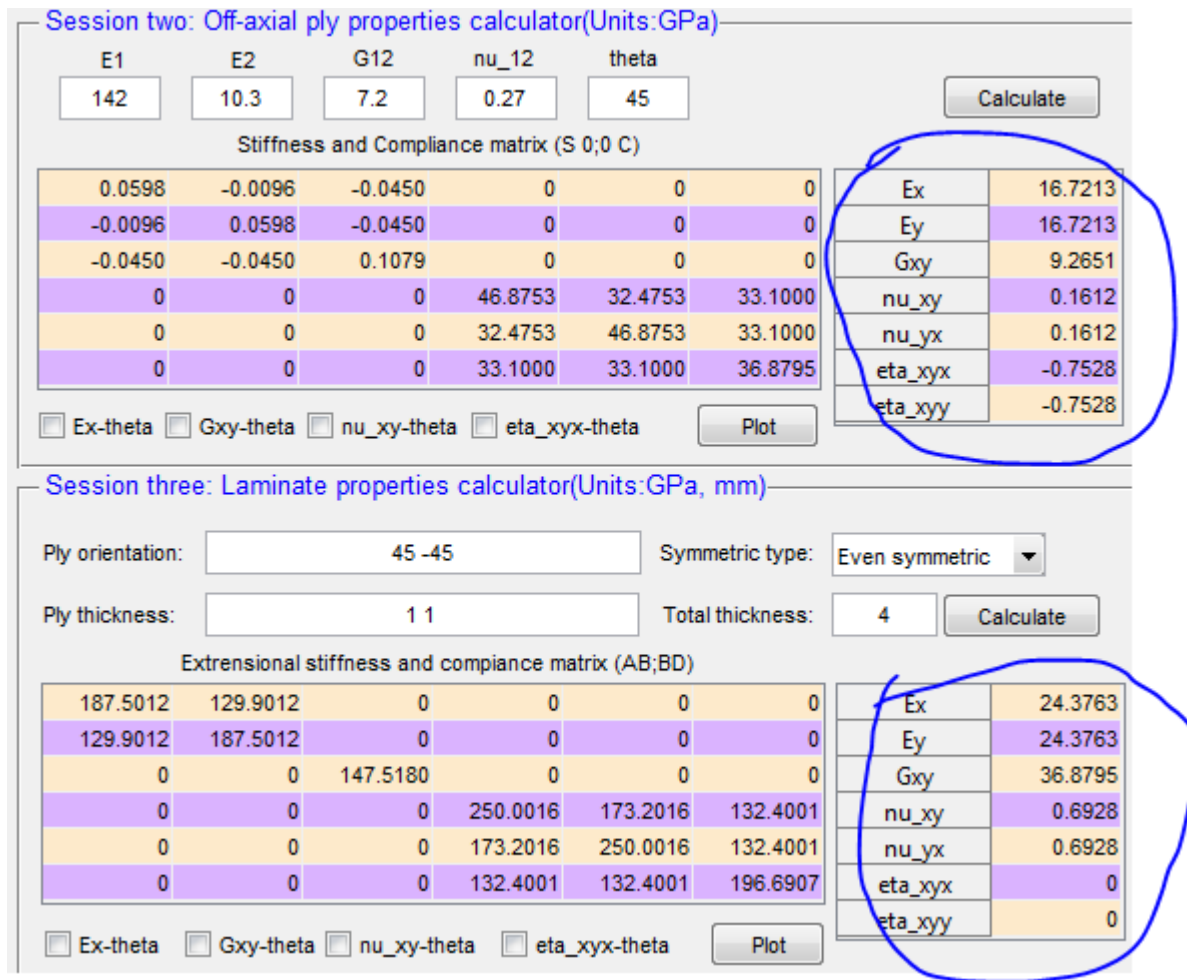 Session two: Off-axial ply properties calculator(Units:GPa)
E1 E2 G12 nu_12 theta
142 10.3 7.2 0.27 45 Calculate
Stiffness and Compliance matrix (S 0;0 C)
0.0598 -0.0096 -0.0450 0 0 0 Ex 16.7213
-0.0096 0.0598 -0.0450 0 0 0 Ey 16.7213
-0.0450 -0.0450 0.1079 0 0 0 Gxy 9.2651
0 0 0 46.8753 32.4753 33.1000 nu_xy 0.1612
0 0 0 32.4753 46.8753 33.1000 nu_yx 0.1612
0 0 0 33.1000 33.1000 36.8795 eta_xyx -0.7528
eta_xyy -0.7528
Ex-theta Gxy-theta nu_xy-theta eta_xyx-theta Plot
Session three: Laminate properties calculator(Units:GPa, mm)
Ply orientation: 45 -45 Symmetric type: Even symmetric
Ply thickness: 1 1 Total thickness: 4 Calculate
Extrensional stiffness and compiance matrix (AB;BD)
187.5012 129.9012 0 0 0 0 Ex 24.3763
129.9012 187.5012 0 0 0 0 Ey 24.3763
0 0 147.5180 0 0 0 Gxy 36.8795
0 0 0 250.0016 173.2016 132.4001 nu_xy 0.6928
0 0 0 173.2016 250.0016 132.4001 nu_yx 0.6928
0 0 0 132.4001 132.4001 196.6907 eta_xyx 0
eta_xyy 0
Ex-theta Gxy-theta nu_xy-theta eta_xyx-theta Plot